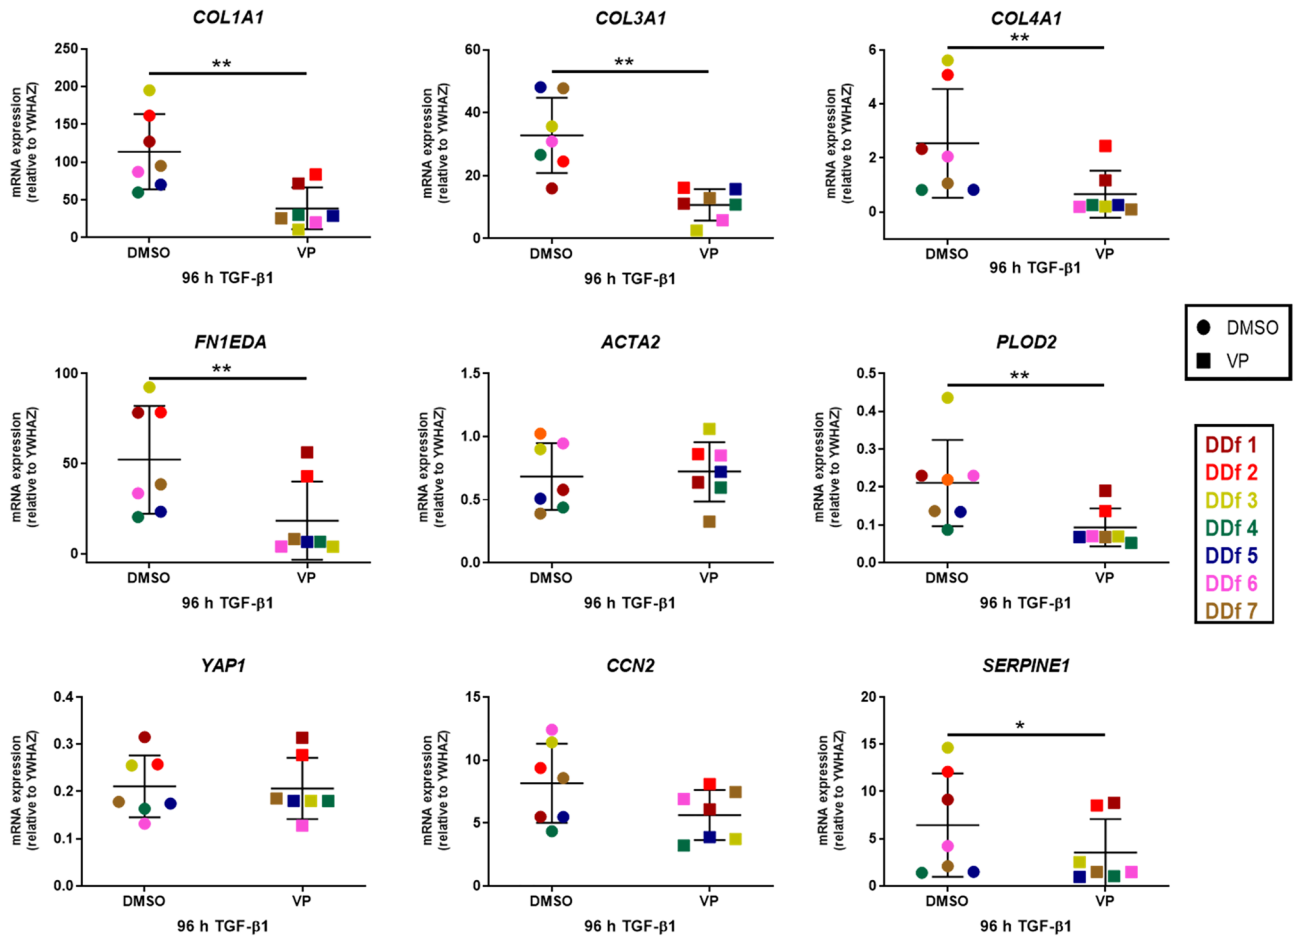 COL1A1
mRNA expression
(relative to YWHAZ)
250
200
150
100
50
0
**
DMSO
VP
96 h TGF-β1
COL3A1
mRNA expression
(relative to YWHAZ)
60
40
20
0
**
DMSO
VP
96 h TGF-β1
COL4A1
mRNA expression
(relative to YWHAZ)
6
4
2
0
**
DMSO
VP
96 h TGF-β1
FN1EDA
mRNA expression
(relative to YWHAZ)
100
50
0
**
DMSO
VP
96 h TGF-β1
ACTA2
mRNA expression
(relative to YWHAZ)
1.5
1.0
0.5
0.0
DMSO
VP
96 h TGF-β1
PLOD2
mRNA expression
(relative to YWHAZ)
0.5
0.4
0.3
0.2
0.1
0.0
**
DMSO
VP
96 h TGF-β1
DMSO
VP
DDf 1
DDf 2
DDf 3
DDf 4
DDf 5
DDf 6
DDf 7
YAP1
mRNA expression
(relative to YWHAZ)
0.4
0.3
0.2
0.1
0.0
DMSO
VP
96 h TGF-β1
CCN2
mRNA expression
(relative to YWHAZ)
15
10
5
0
DMSO
VP
96 h TGF-β1
SERPINE1
mRNA expression
(relative to YWHAZ)
20
15
10
5
0
*
DMSO
VP
96 h TGF-β1